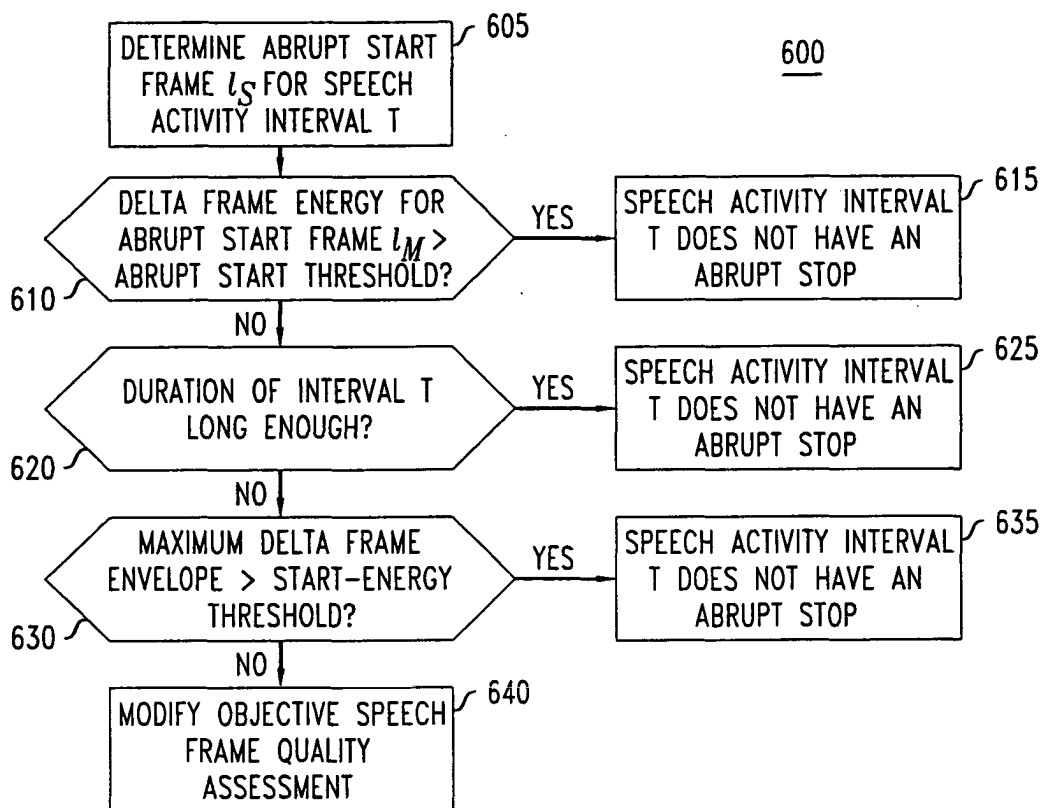 600
605
DETERMINE ABRUPT START
FRAME lS FOR SPEECH
ACTIVITY INTERVAL T
610
DELTA FRAME ENERGY FOR
ABRUPT START FRAME lM >
ABRUPT START THRESHOLD?
YES
615
SPEECH ACTIVITY INTERVAL
T DOES NOT HAVE AN
ABRUPT STOP
NO
620
DURATION OF INTERVAL T
LONG ENOUGH?
YES
625
SPEECH ACTIVITY INTERVAL
T DOES NOT HAVE AN
ABRUPT STOP
NO
630
MAXIMUM DELTA FRAME
ENVELOPE > START-ENERGY
THRESHOLD?
YES
635
SPEECH ACTIVITY INTERVAL
T DOES NOT HAVE AN
ABRUPT STOP
NO
640
MODIFY OBJECTIVE SPEECH
FRAME QUALITY
ASSESSMENT